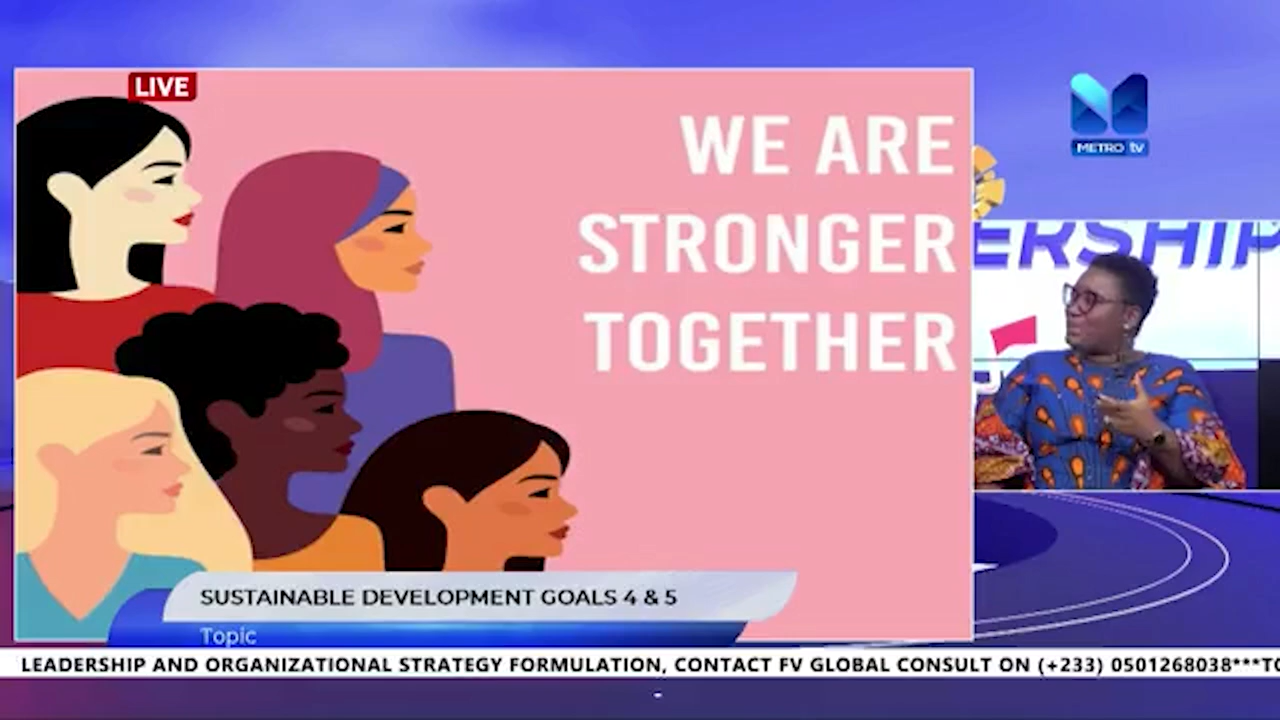 LIVE
WE ARE
STRONGER
TOGETHER
METRO tv
ERSHIP
SUSTAINABLE DEVELOPMENT GOALS 4 & 5
Topic
LEADERSHIP AND ORGANIZATIONAL STRATEGY FORMULATION, CONTACT FV GLOBAL CONSULT ON (+233) 0501268038***TO